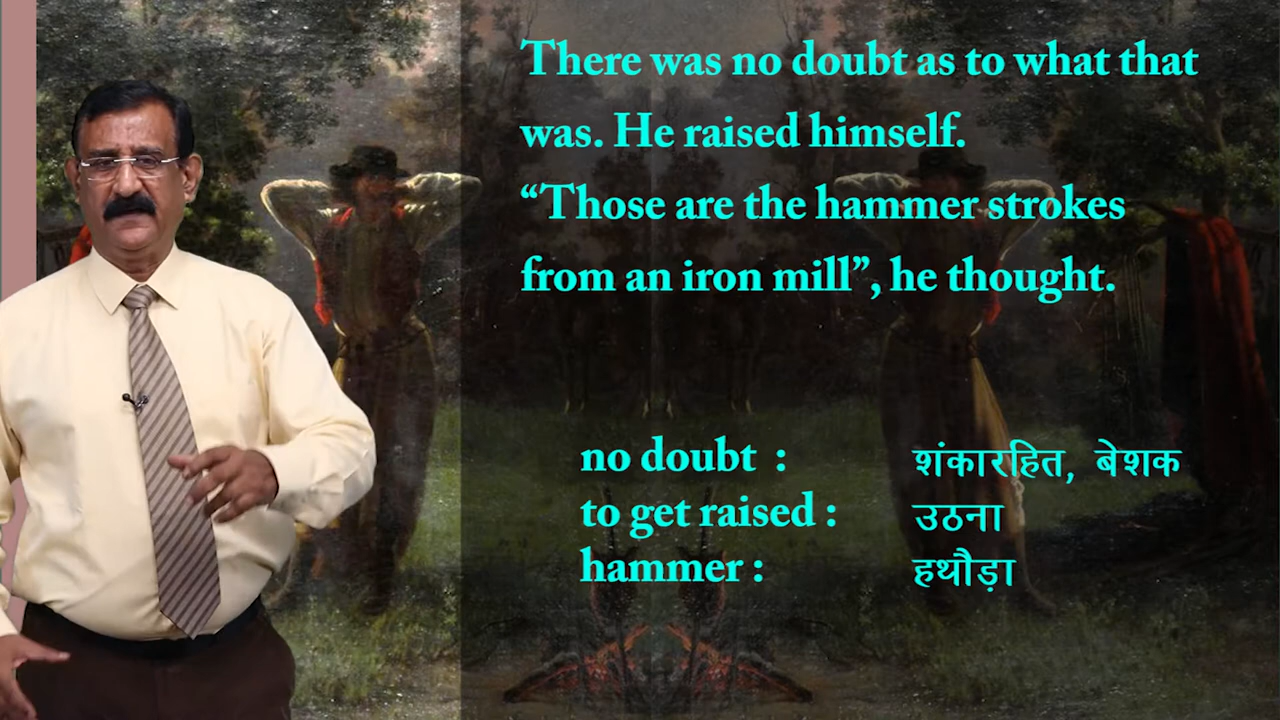 There was no doubt as to what that
was. He raised himself.
“Those are the hammer strokes
from an iron mill”, he thought.
no doubt : शंकारहित, बेशक
to get raised : उठना
hammer : हथौड़ा